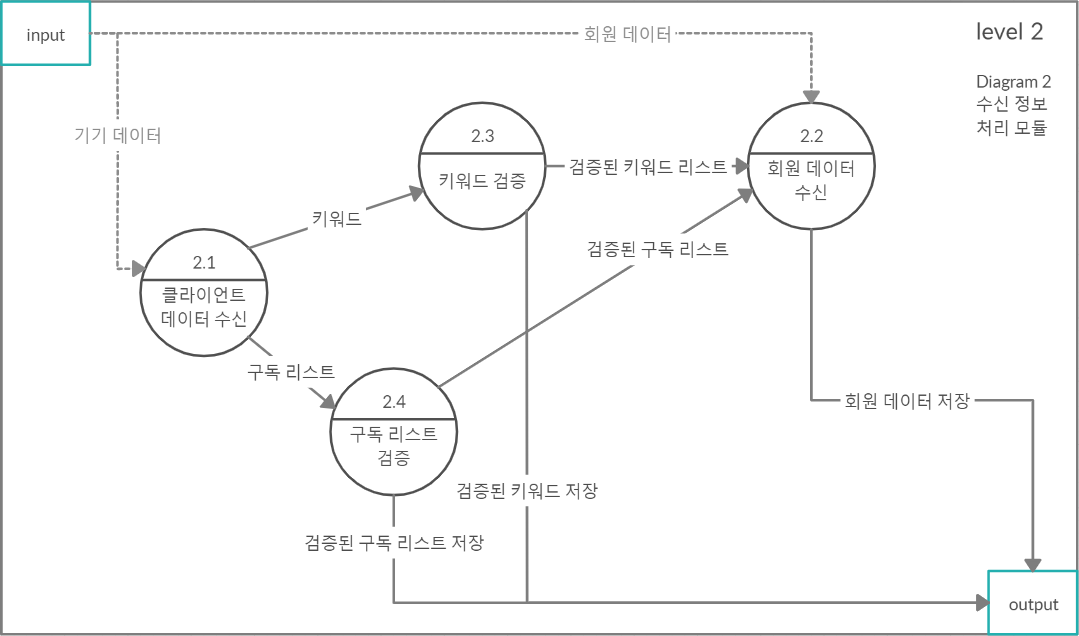 input
회원 데이터
level 2
Diagram 2
수신 정보
처리 모듈
기기 데이터
2.3
키워드 검증
검증된 키워드 리스트
2.2
회원 데이터
수신
키워드
검증된 구독 리스트
2.1
클라이언트
데이터 수신
구독 리스트
2.4
구독 리스트
검증
회원 데이터 저장
검증된 키워드 저장
검증된 구독 리스트 저장
output